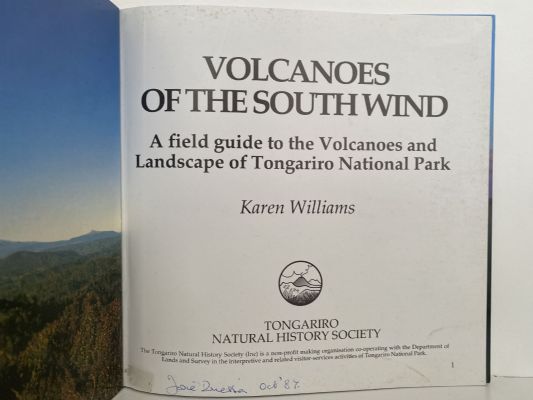 VOLCANOES
OF THE SOUTH WIND
A field guide to the Volcanoes and
Landscape of Tongariro National Park
Karen Williams
TONGARIRO
NATURAL HISTORY SOCIETY
The Tongariro Natural History Society (Inc) is a non-profit making organisation co-operating with the Department of
Lands and Survey in the interpretive and related visitor-services activities of Tongariro National Park.
1
José Oct 87